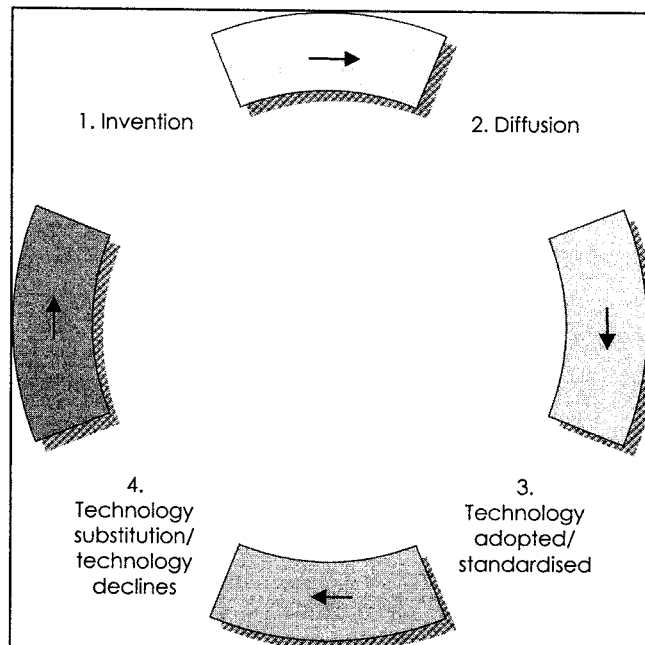 1. Invention
2. Diffusion
3.
Technology
adopted/
standardised
4.
Technology
substitution/
technology
declines